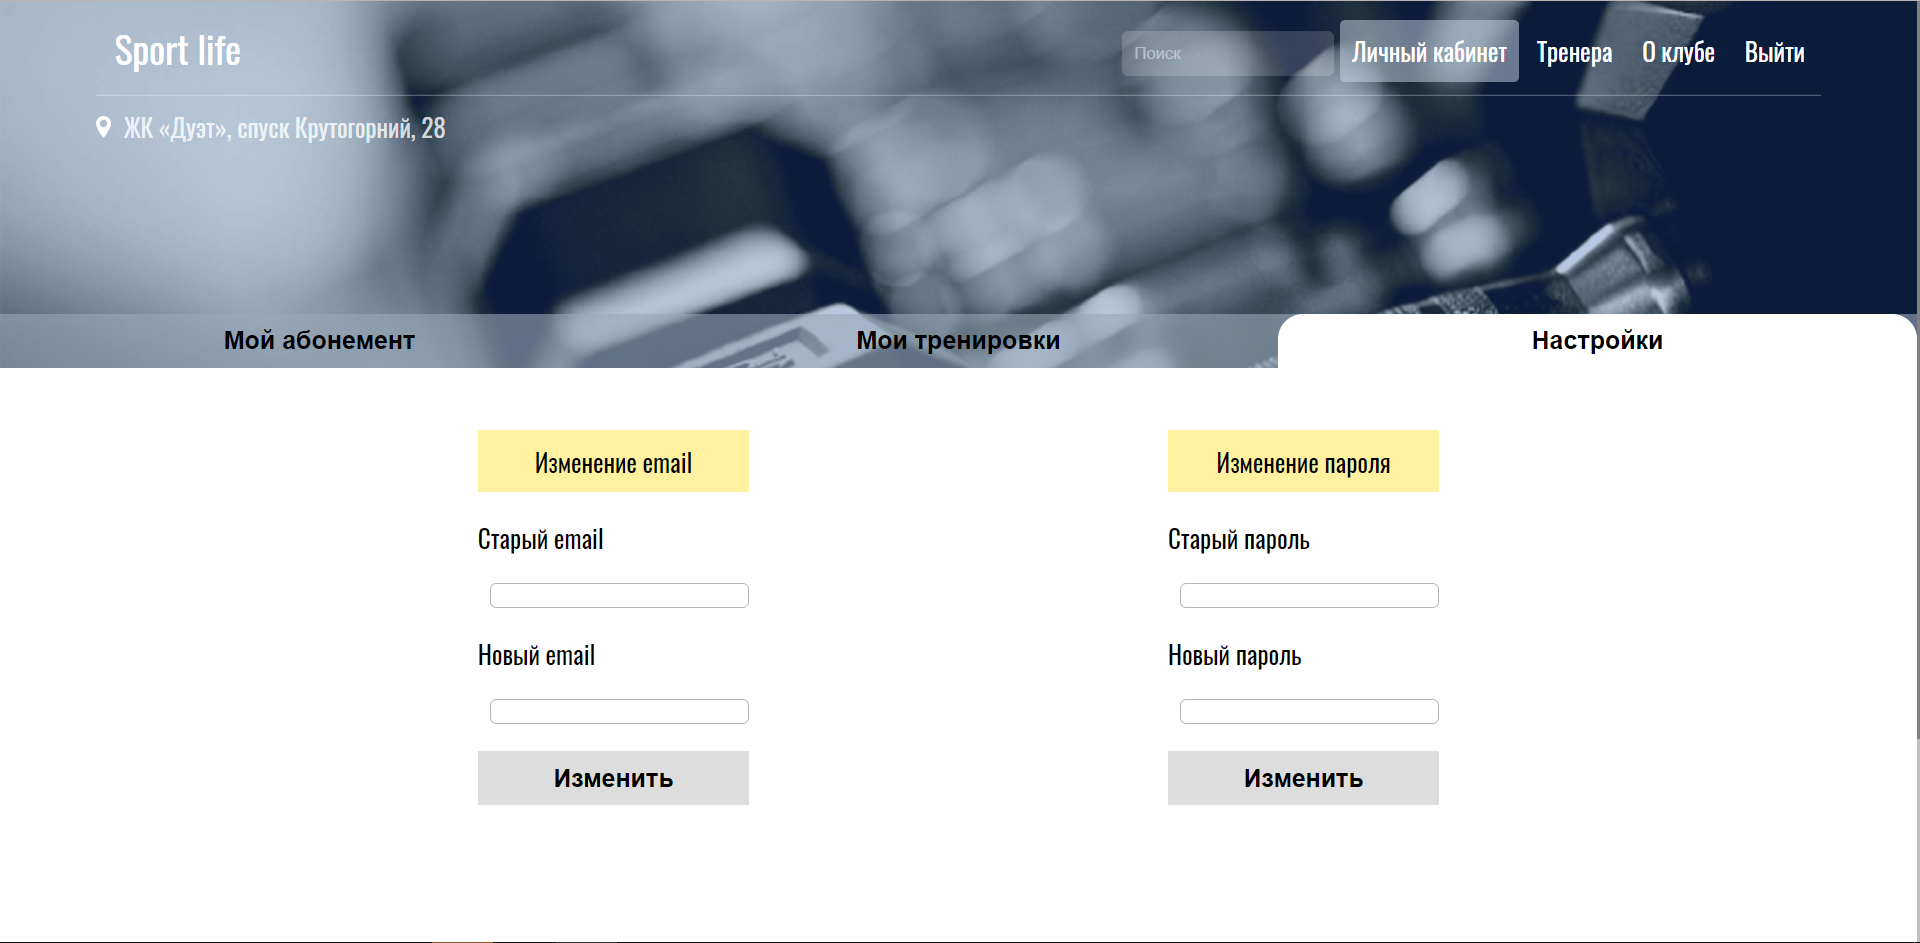 Sport life
Поиск
Личный кабинет
Тренера
О клубе
Выйти
ЖК «Дуэт», спуск Крутогорний, 28
Мой абонемент
Мои тренировки
Настройки
Изменение email
Старый email
Новый email
Изменить
Изменение пароля
Старый пароль
Новый пароль
Изменить